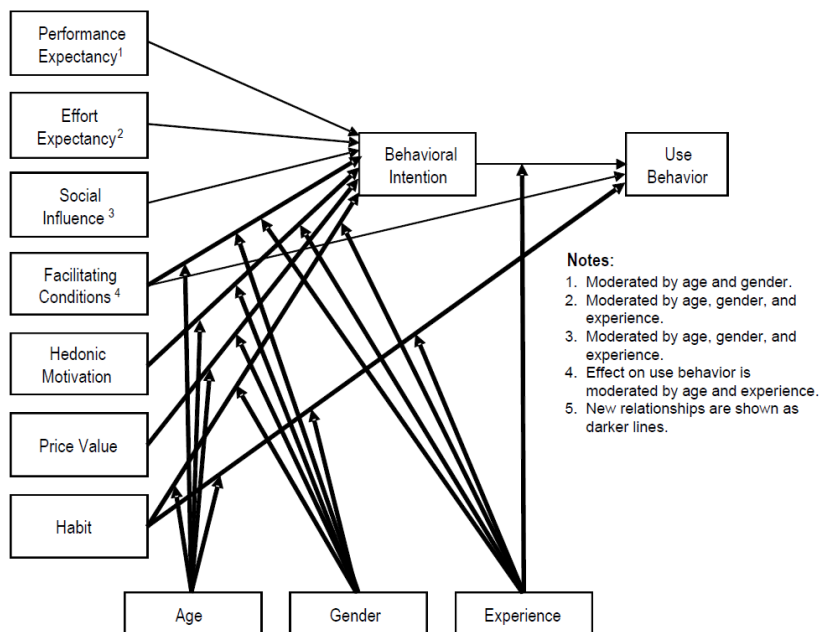 Performance
Expectancy¹
Effort
Expectancy²
Social
Influence ³
Facilitating
Conditions ⁴
Hedonic
Motivation
Price Value
Habit
Behavioral
Intention
Use
Behavior
Notes:
1. Moderated by age and gender.
2. Moderated by age, gender, and
experience.
3. Moderated by age, gender, and
experience.
4. Effect on use behavior is
moderated by age and experience.
5. New relationships are shown as
darker lines.
Age
Gender
Experience